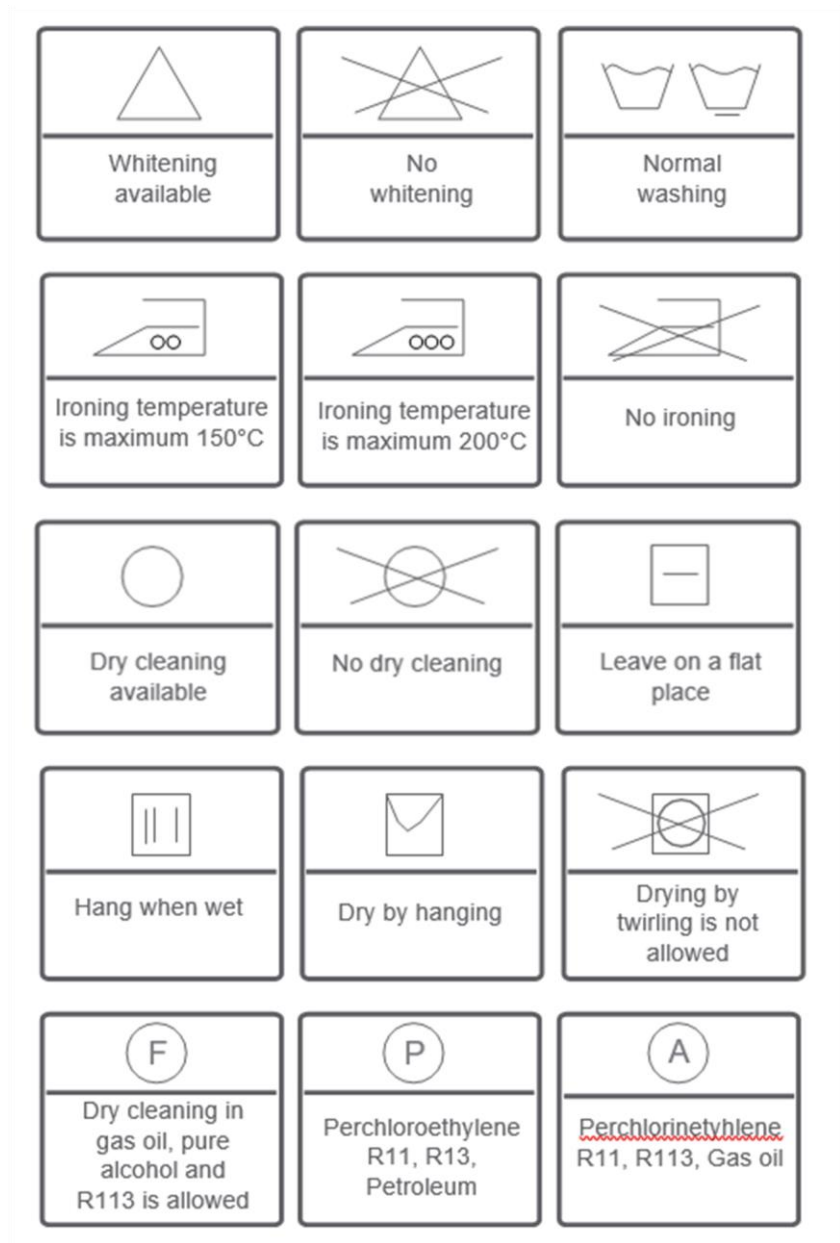 Whitening
available
No
whitening
Normal
washing
Ironing temperature
is maximum 150°C
Ironing temperature
is maximum 200°C
No ironing
Dry cleaning
available
No dry cleaning
Leave on a flat
place
Hang when wet
Dry by hanging
Drying by
twirling is not
allowed
F
Dry cleaning in
gas oil, pure
alcohol and
R113 is allowed
P
Perchloroethylene
R11, R13,
Petroleum
A
Perchlorinetyhlene
R11, R113, Gas oil